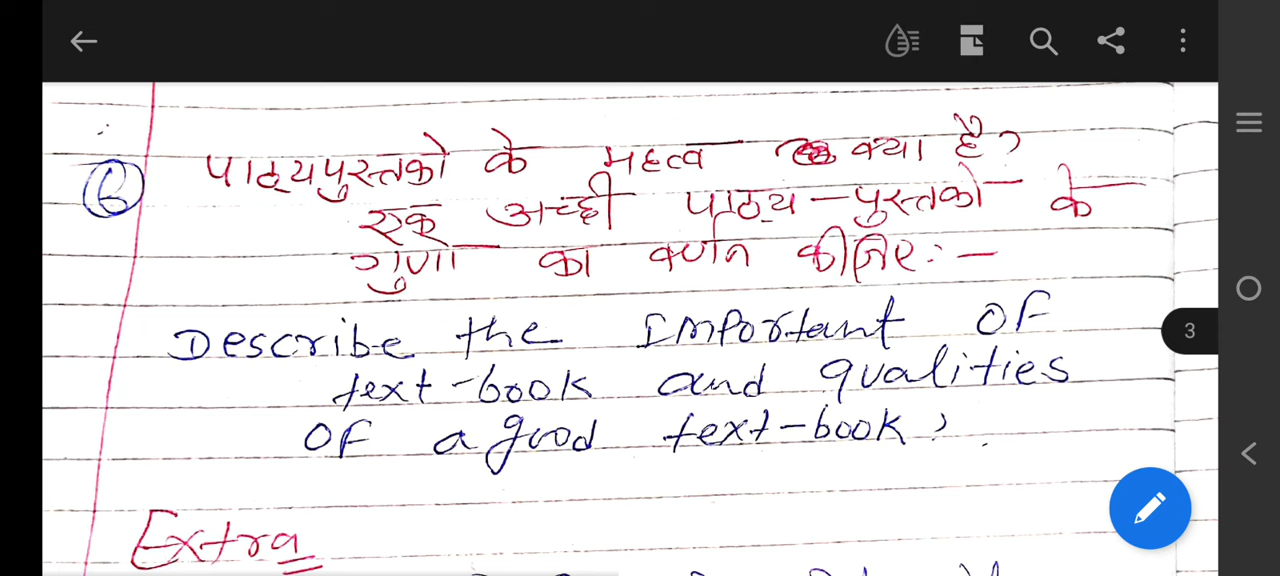 पाठ्यपुस्तको के महत्व क्या है?
6
एक अच्छी पाठ्य-पुस्तको के
गुणा का वर्णन कीजिए:-
Describe the Important of
3
text-book and qualities
of a good text-book?
Extra